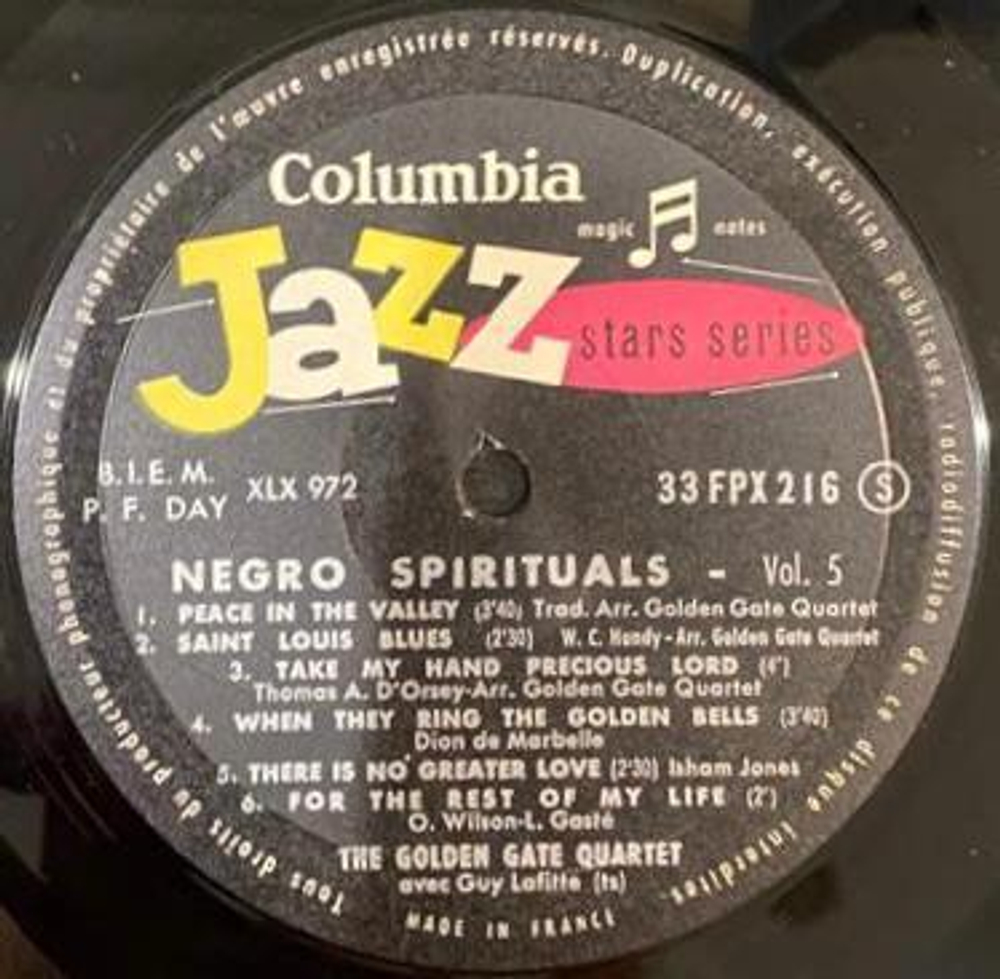 Tous droits du producteur phonographique et du propriétaire de l'œuvre enregistrée réservés. Duplication, exécution publique, radiodiffusion de ce disque interdites.
Columbia
magic notes
Jazz
stars series
B.I.E.M.
P. F. DAY
XLX 972
33 FPX 216 S
NEGRO SPIRITUALS - Vol. 5
1. PEACE IN THE VALLEY (3'40) Trad. Arr. Golden Gate Quartet
2. SAINT LOUIS BLUES (2'30) W. C. Handy-Arr. Golden Gate Quartet
3. TAKE MY HAND PRECIOUS LORD (4')
Thomas A. D'Orsey-Arr. Golden Gate Quartet
4. WHEN THEY RING THE GOLDEN BELLS (3'40)
Dion de Marbelle
5. THERE IS NO GREATER LOVE (2'30) Isham Jones
6. FOR THE REST OF MY LIFE (2')
O. Wilson-L. Gasté
THE GOLDEN GATE QUARTET
avec Guy Lafitte (ts)
MADE IN FRANCE